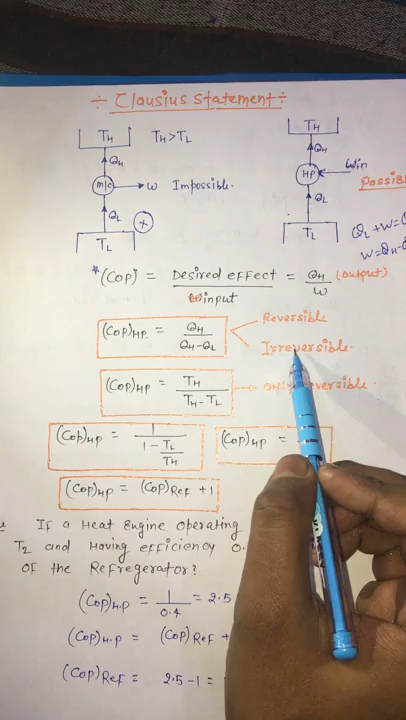 ÷ Clausius Statement ÷
TH TH > TL TH
QH QH
m/c W Impossible. HP Win
Possib
QL QL
+ QL + W =
TL TL W = QH -
* (COP) = Desired effect / Winput = QH / W (output)
(COP)HP = QH / QH - QL Reversible
Irreversible.
(COP)HP = TH / TH - TL reversible.
(COP)HP = 1 / 1 - TL/TH (COP)HP =
(COP)HP = (COP)Ref + 1
If a Heat Engine operating
T2 and Having efficiency 0.
of the Refregerator?
(COP)H.P = 1 / 0.4 = 2.5
(COP)H.P = (COP)Ref +
(COP)Ref = 2.5 - 1 =